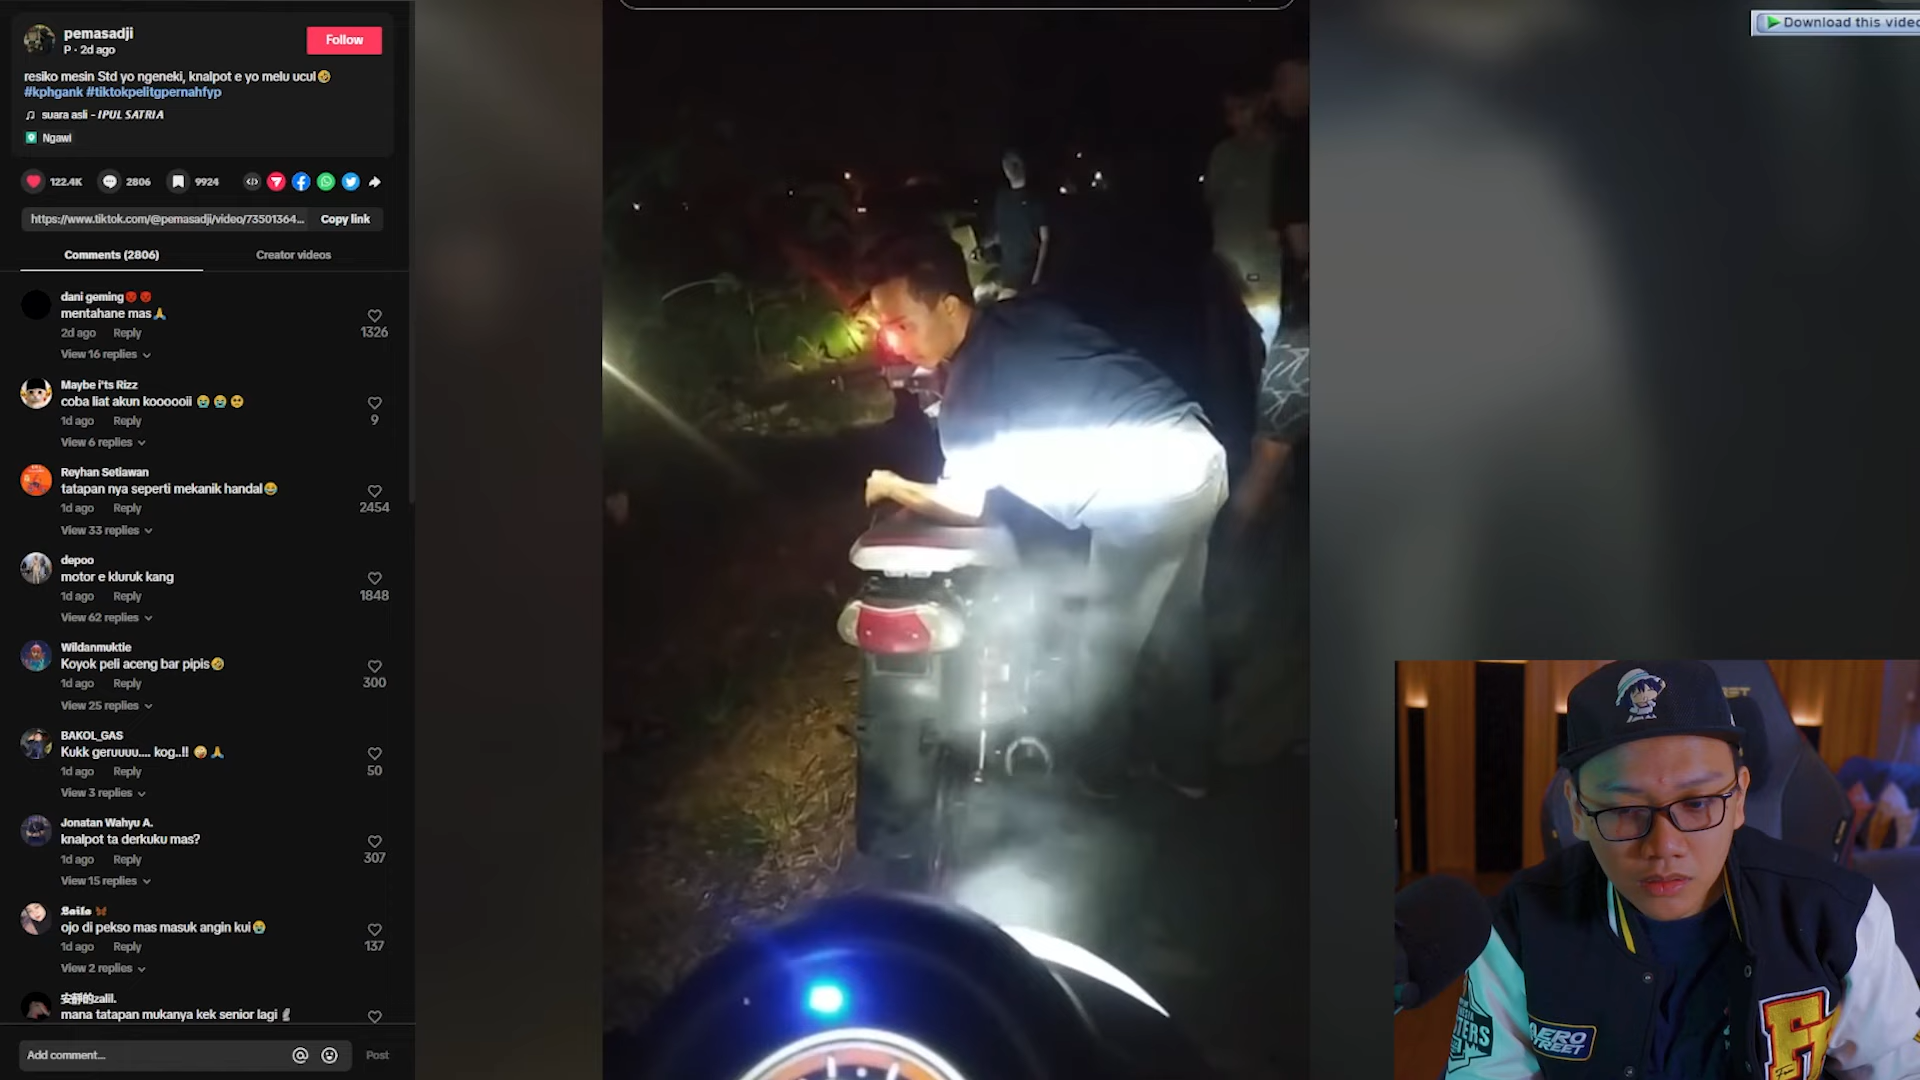 pemasadji
P · 2d ago
Follow
resiko mesin Std yo ngeneki, knalpot e yo melu ucul🤣
#kphgank #tiktokpelitgpernahfyp
suara asli - IPUL SATRIA
Ngawi
122.4K
2806
9924
https://www.tiktok.com/@pemasadji/video/73501364...
Copy link
Comments (2806)
Creator videos
dani geming😡😡
mentahane mas🙏
2d ago Reply
1326
View 16 replies
Maybe i'ts Rizz
coba liat akun koooooii 😭😭🥺
1d ago Reply
9
View 6 replies
Reyhan Setiawan
tatapan nya seperti mekanik handal😂
1d ago Reply
2454
View 33 replies
depoo
motor e kluruk kang
1d ago Reply
1848
View 62 replies
Wildanmuktie
Koyok peli aceng bar pipis🤣
1d ago Reply
300
View 25 replies
BAKOL_GAS
Kukk geruuuu.... kog..!! 🤪🙏
1d ago Reply
50
View 3 replies
Jonatan Wahyu A.
knalpot ta derkuku mas?
1d ago Reply
307
View 15 replies
𝕷𝖆𝖎𝖑𝖆
ojo di pekso mas masuk angin kui😭
1d ago Reply
137
View 2 replies
mana tatapan mukanya kek senior lagi
Add comment...
Post
Download this video
AERO
STREET